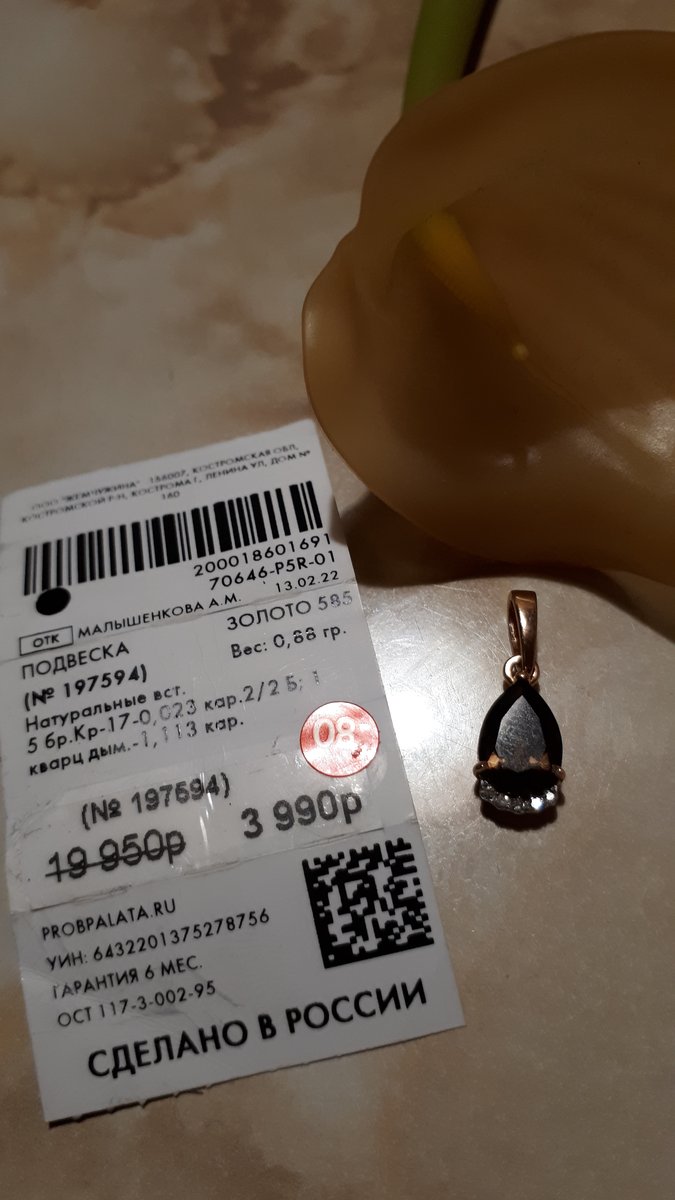 ООО "ЖЕМЧУЖИНА" 156007, КОСТРОМСКАЯ ОБЛ,
КОСТРОМСКОЙ Р-Н, КОСТРОМА Г, ЛЕНИНА УЛ, ДОМ №
160
200018601691
70646-P5R-01
ОТК МАЛЫШЕНКОВА А.М. 13.02.22
ПОДВЕСКА ЗОЛОТО 585
(№ 197594) Вес: 0,88 гр.
Натуральные вст.
5 бр.Кр-17-0,023 кар.2/2 Б; 1
кварц дым.-1,113 кар.
08
(№ 197594)
19 950р 3 990р
PROBPALATA.RU
УИН: 6432201375278756
ГАРАНТИЯ 6 МЕС.
ОСТ 117-3-002-95
СДЕЛАНО В РОССИИ